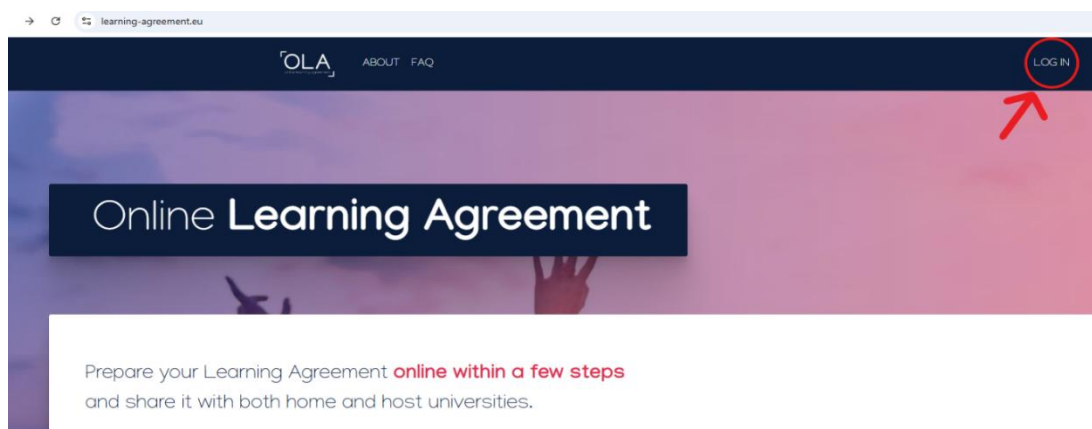 learning-agreement.eu
OLA
ABOUT FAQ
LOG IN
Online Learning Agreement
Prepare your Learning Agreement online within a few steps
and share it with both home and host universities.